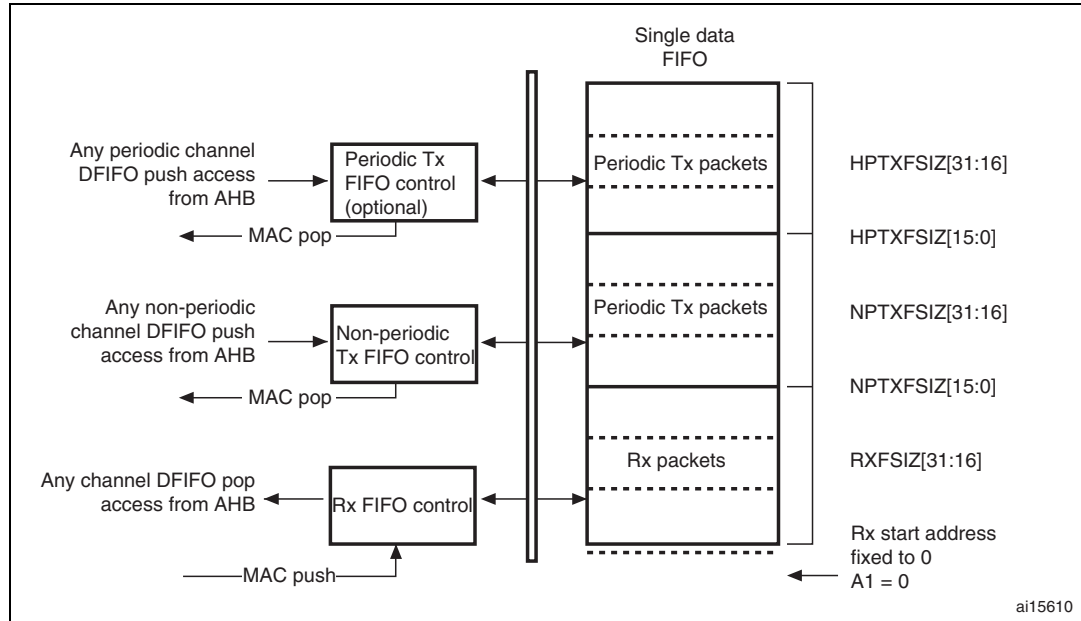 Single data
FIFO
Any periodic channel
DFIFO push access
from AHB
Periodic Tx
FIFO control
(optional)
Periodic Tx packets
HPTXFSIZ[31:16]
MAC pop
HPTXFSIZ[15:0]
Any non-periodic
channel DFIFO push
access from AHB
Non-periodic
Tx FIFO control
Periodic Tx packets
NPTXFSIZ[31:16]
MAC pop
NPTXFSIZ[15:0]
Any channel DFIFO pop
access from AHB
Rx FIFO control
Rx packets
RXFSIZ[31:16]
MAC push
Rx start address
fixed to 0
A1 = 0
ai15610